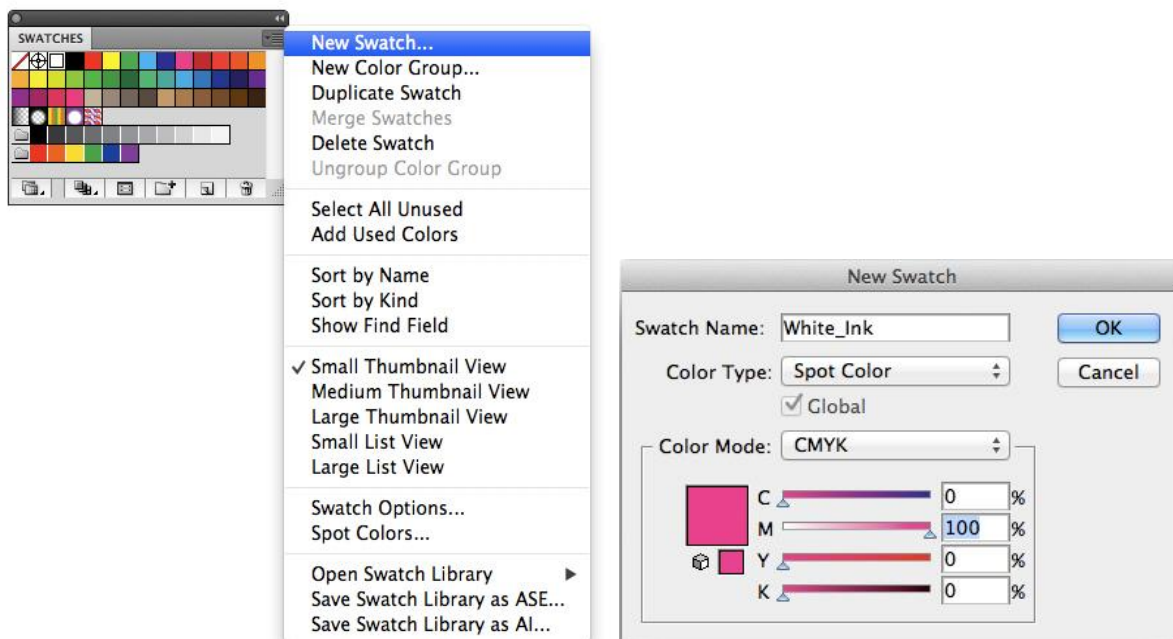 SWATCHES
New Swatch...
New Color Group...
Duplicate Swatch
Merge Swatches
Delete Swatch
Ungroup Color Group
Select All Unused
Add Used Colors
Sort by Name
Sort by Kind
Show Find Field
✓ Small Thumbnail View
Medium Thumbnail View
Large Thumbnail View
Small List View
Large List View
Swatch Options...
Spot Colors...
Open Swatch Library
Save Swatch Library as ASE...
Save Swatch Library as AI...
New Swatch
Swatch Name: White_Ink
OK
Color Type: Spot Color
Cancel
Global
Color Mode: CMYK
C 0 %
M 100 %
Y 0 %
K 0 %